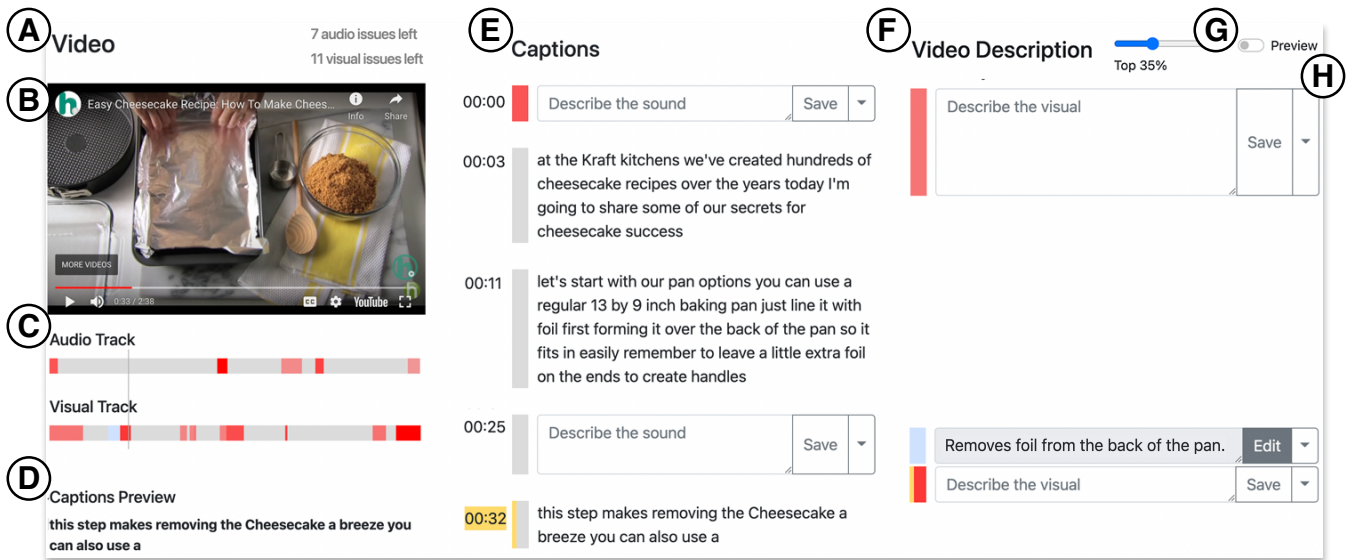 A
Video
7 audio issues left
11 visual issues left
B
h
Easy Cheesecake Recipe: How To Make Chees...
Info
Share
MORE VIDEOS
0:33 / 2:38
CC
YouTube
h
h
C
Audio Track
Visual Track
D
Captions Preview
this step makes removing the Cheesecake a breeze you
can also use a
E
Captions
00:00
Describe the sound
Save
00:03
at the Kraft kitchens we've created hundreds of
cheesecake recipes over the years today I'm
going to share some of our secrets for
cheesecake success
00:11
let's start with our pan options you can use a
regular 13 by 9 inch baking pan just line it with
foil first forming it over the back of the pan so it
fits in easily remember to leave a little extra foil
on the ends to create handles
00:25
Describe the sound
Save
00:32
this step makes removing the Cheesecake a
breeze you can also use a
F
Video Description
Top 35%
G
Preview
H
Describe the visual
Save
Removes foil from the back of the pan.
Edit
Describe the visual
Save